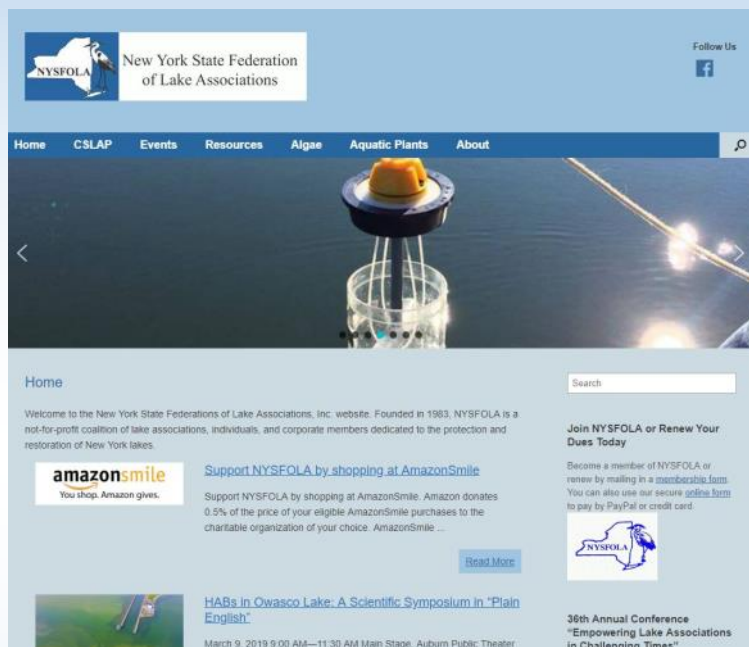 NYSFOLA
New York State Federation
of Lake Associations
Follow Us
Home CSLAP Events Resources Algae Aquatic Plants About
Home
Welcome to the New York State Federations of Lake Associations, Inc. website. Founded in 1983, NYSFOLA is a
not-for-profit coalition of lake associations, individuals, and corporate members dedicated to the protection and
restoration of New York lakes.
amazonsmile
You shop. Amazon gives.
Support NYSFOLA by shopping at AmazonSmile
Support NYSFOLA by shopping at AmazonSmile. Amazon donates
0.5% of the price of your eligible AmazonSmile purchases to the
charitable organization of your choice. AmazonSmile ...
Read More
HABs in Owasco Lake: A Scientific Symposium in "Plain
English"
March 9, 2019 9:00 AM—11:30 AM Main Stage, Auburn Public Theater
Search
Join NYSFOLA or Renew Your
Dues Today
Become a member of NYSFOLA or
renew by mailing in a membership form.
You can also use our secure online form
to pay by PayPal or credit card.
NYSFOLA
36th Annual Conference
"Empowering Lake Associations
in Challenging Times"